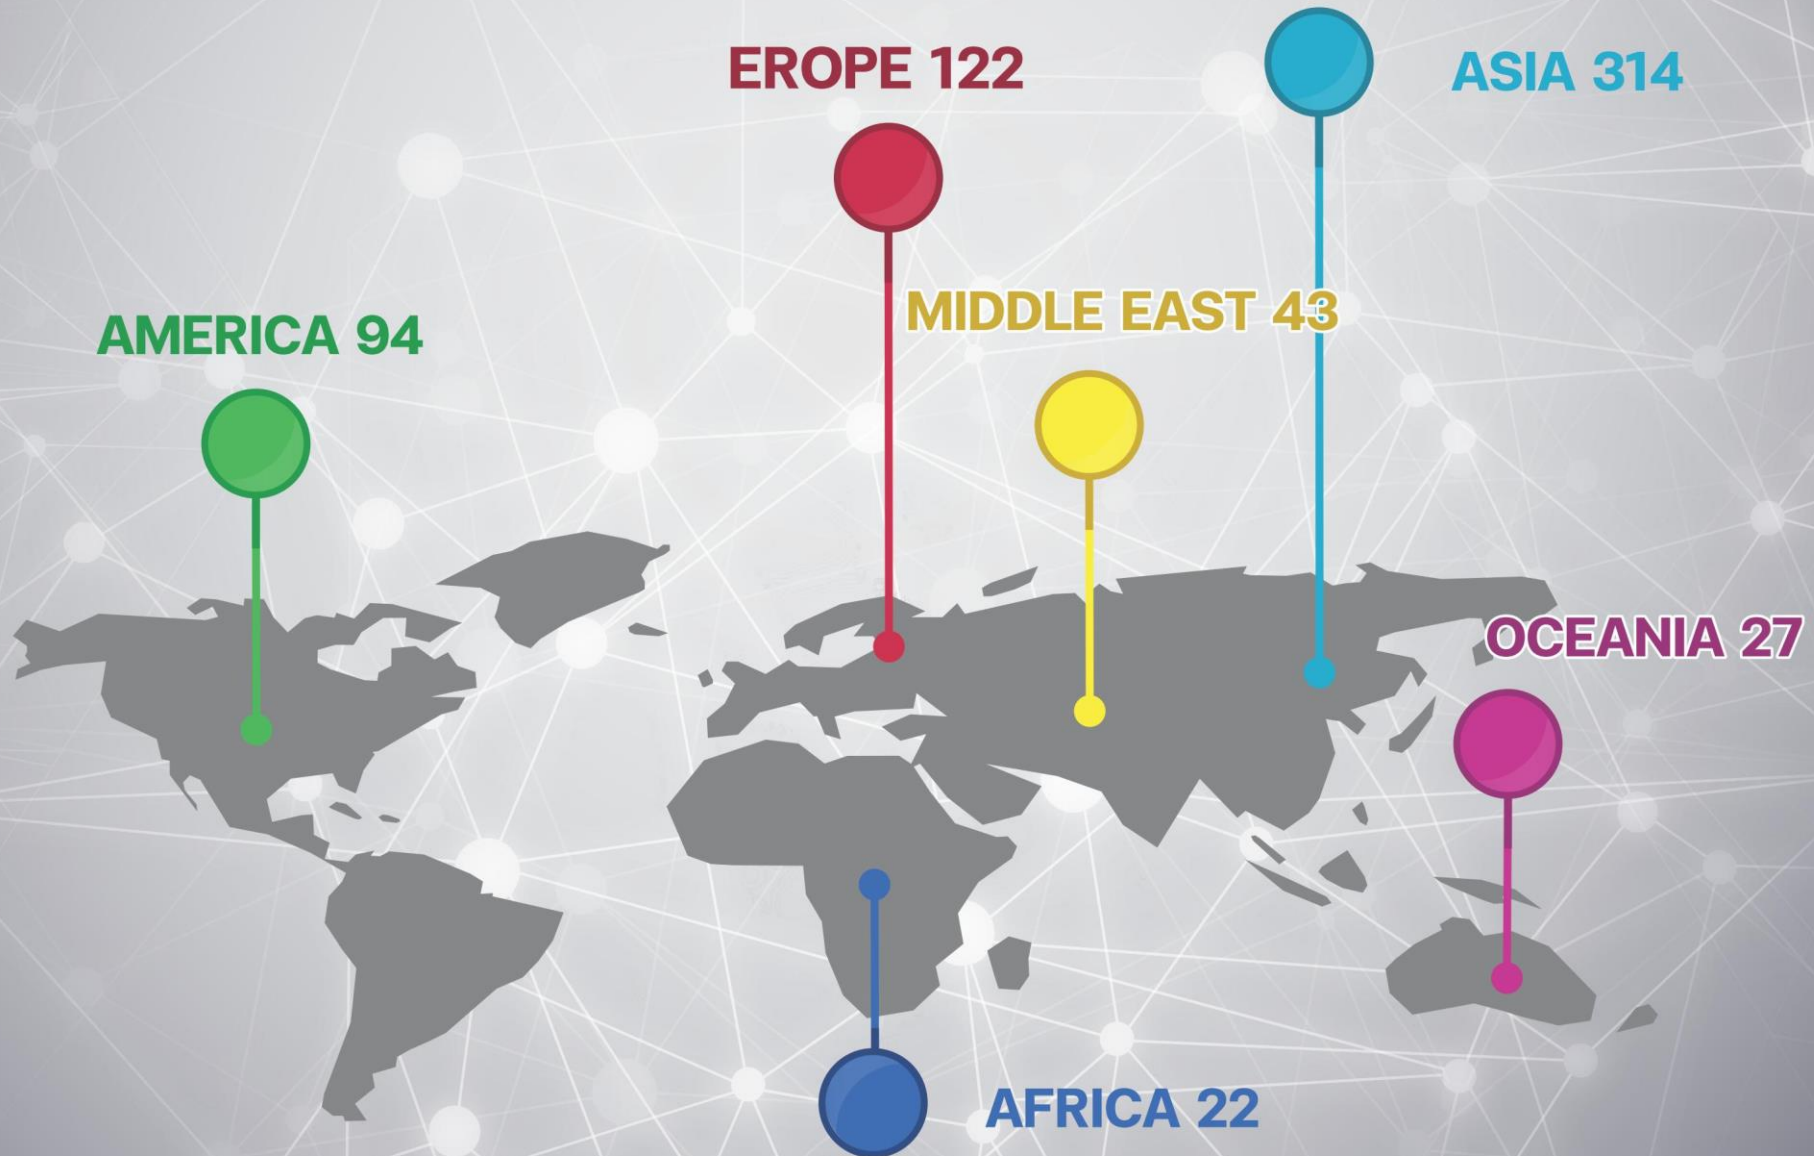 EROPE 122
ASIA 314
MIDDLE EAST 43
AMERICA 94
OCEANIA 27
AFRICA 22